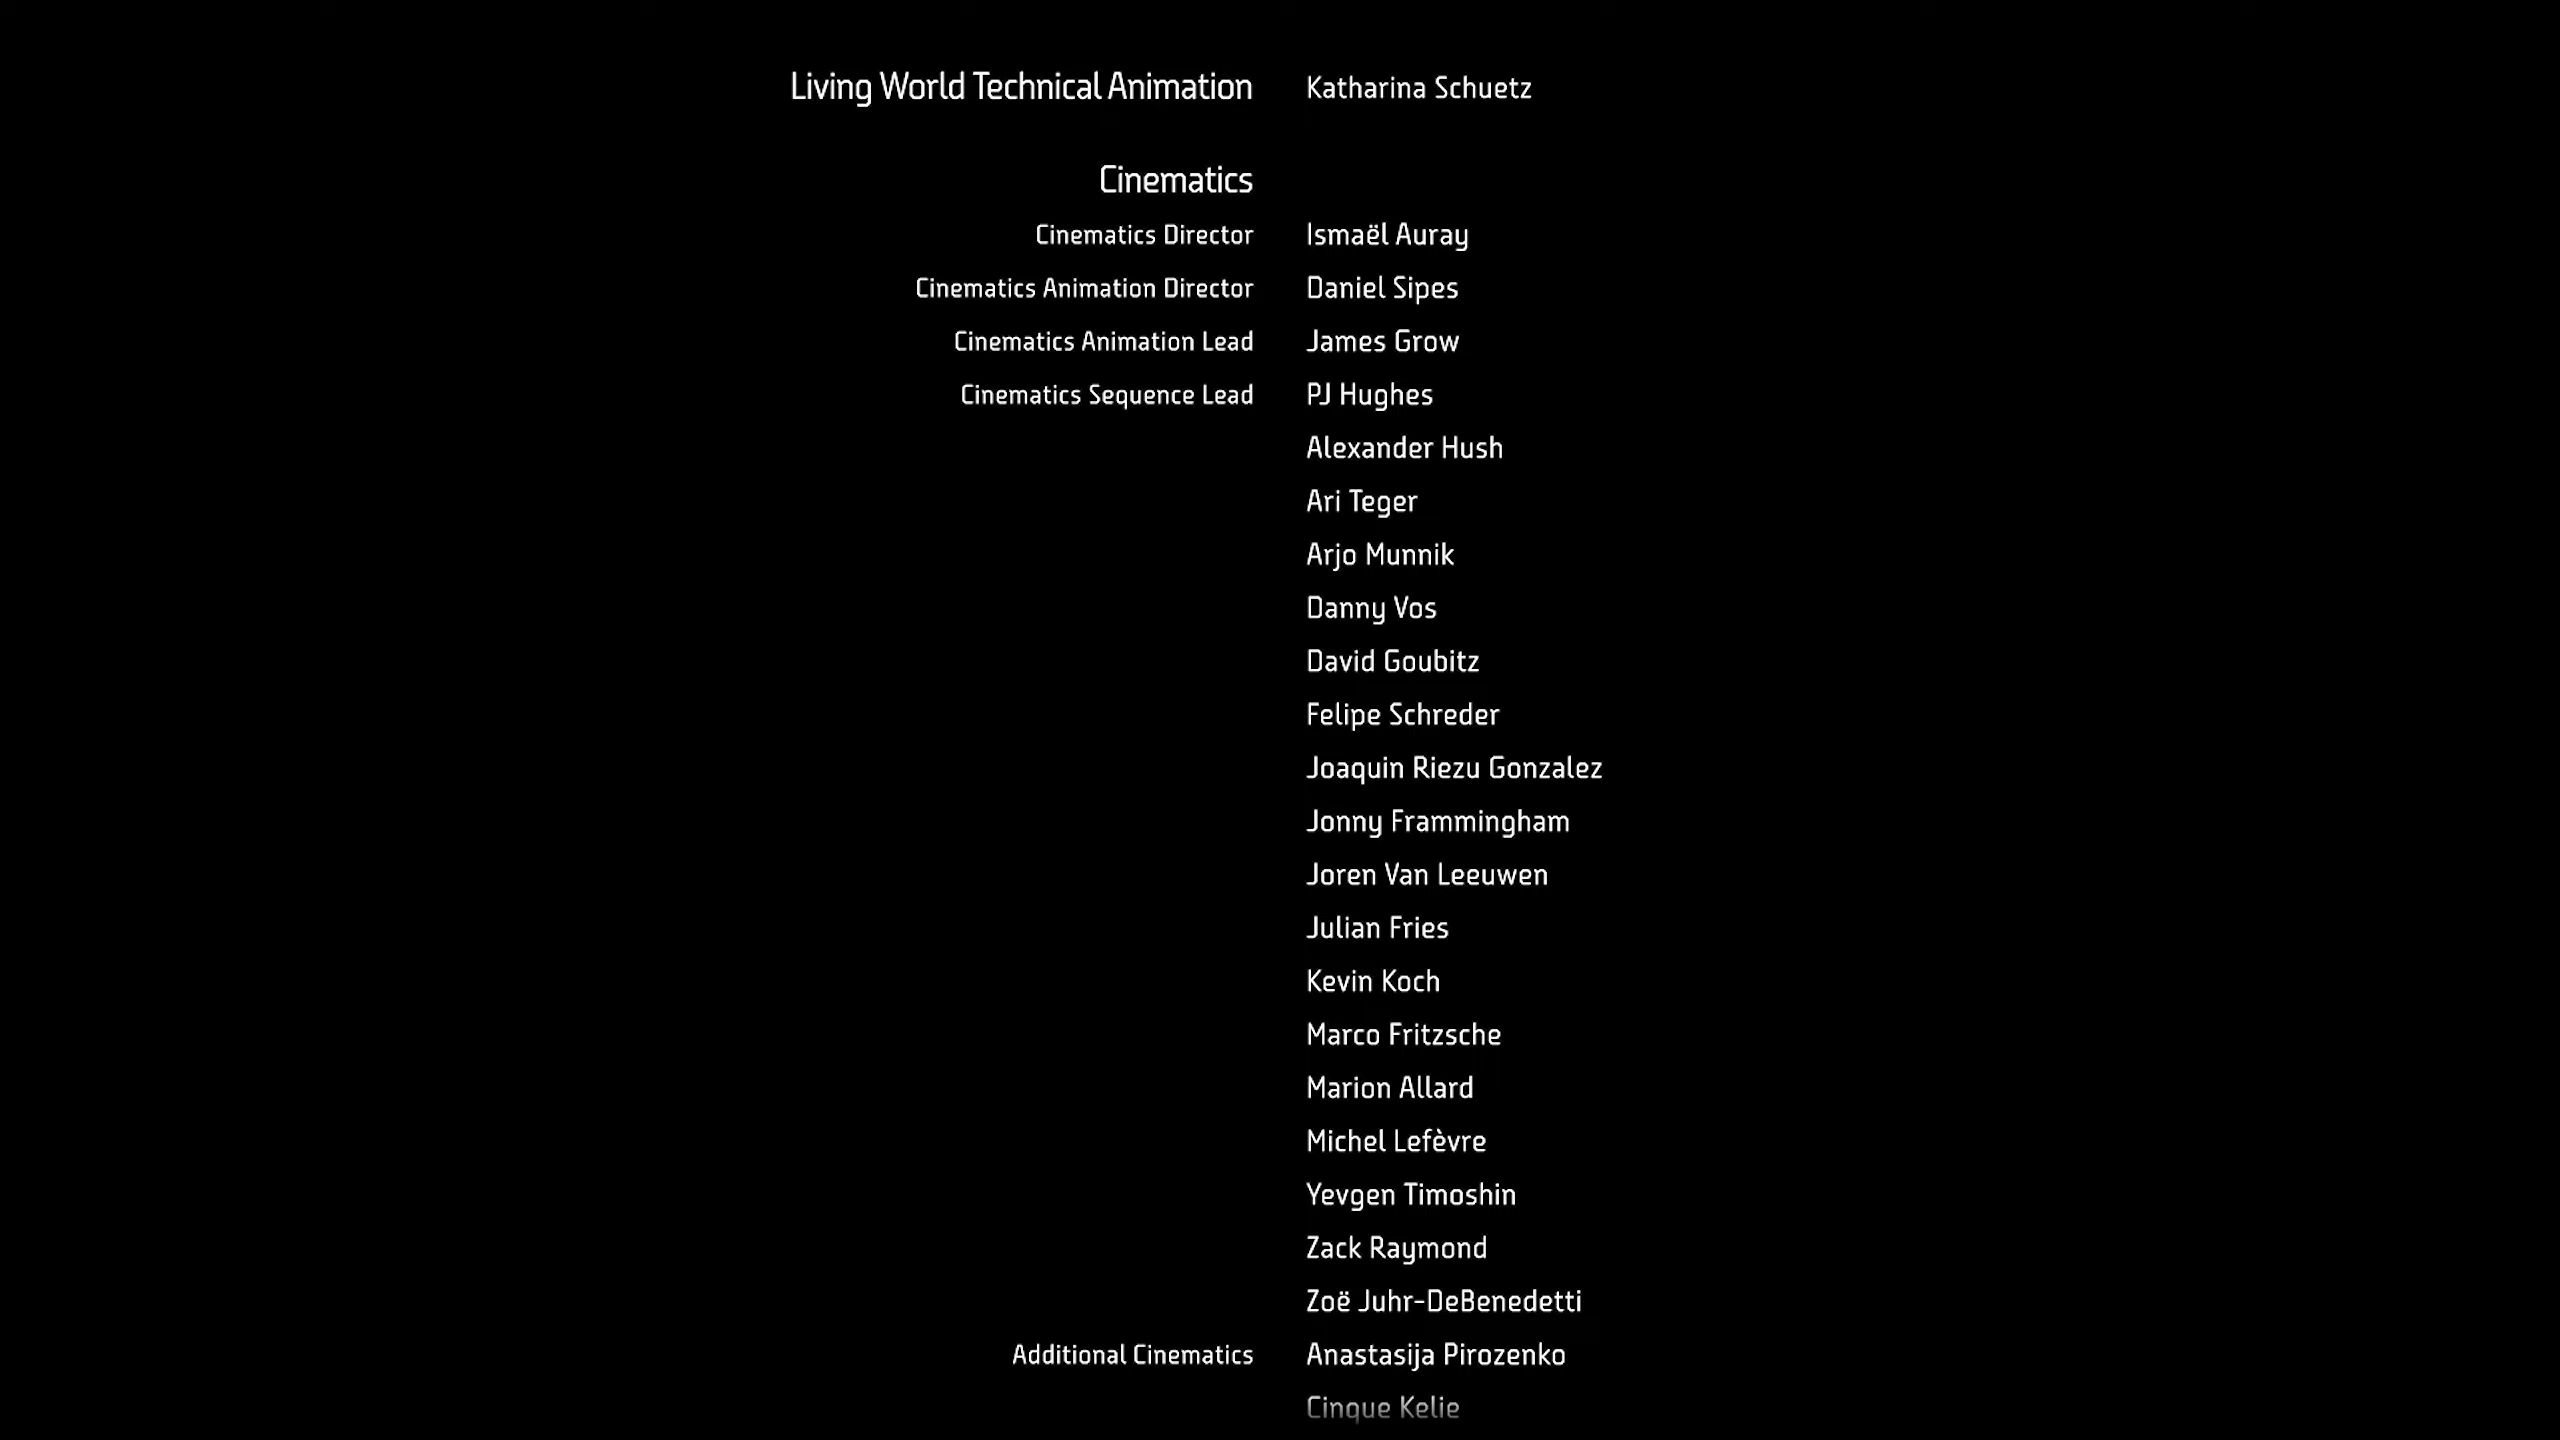 Living World Technical Animation Katharina Schuetz
Cinematics
Cinematics Director Ismaël Auray
Cinematics Animation Director Daniel Sipes
Cinematics Animation Lead James Grow
Cinematics Sequence Lead PJ Hughes
Alexander Hush
Ari Teger
Arjo Munnik
Danny Vos
David Goubitz
Felipe Schreder
Joaquin Riezu Gonzalez
Jonny Frammingham
Joren Van Leeuwen
Julian Fries
Kevin Koch
Marco Fritzsche
Marion Allard
Michel Lefèvre
Yevgen Timoshin
Zack Raymond
Zoë Juhr-DeBenedetti
Additional Cinematics Anastasija Pirozenko
Cinque Kelie